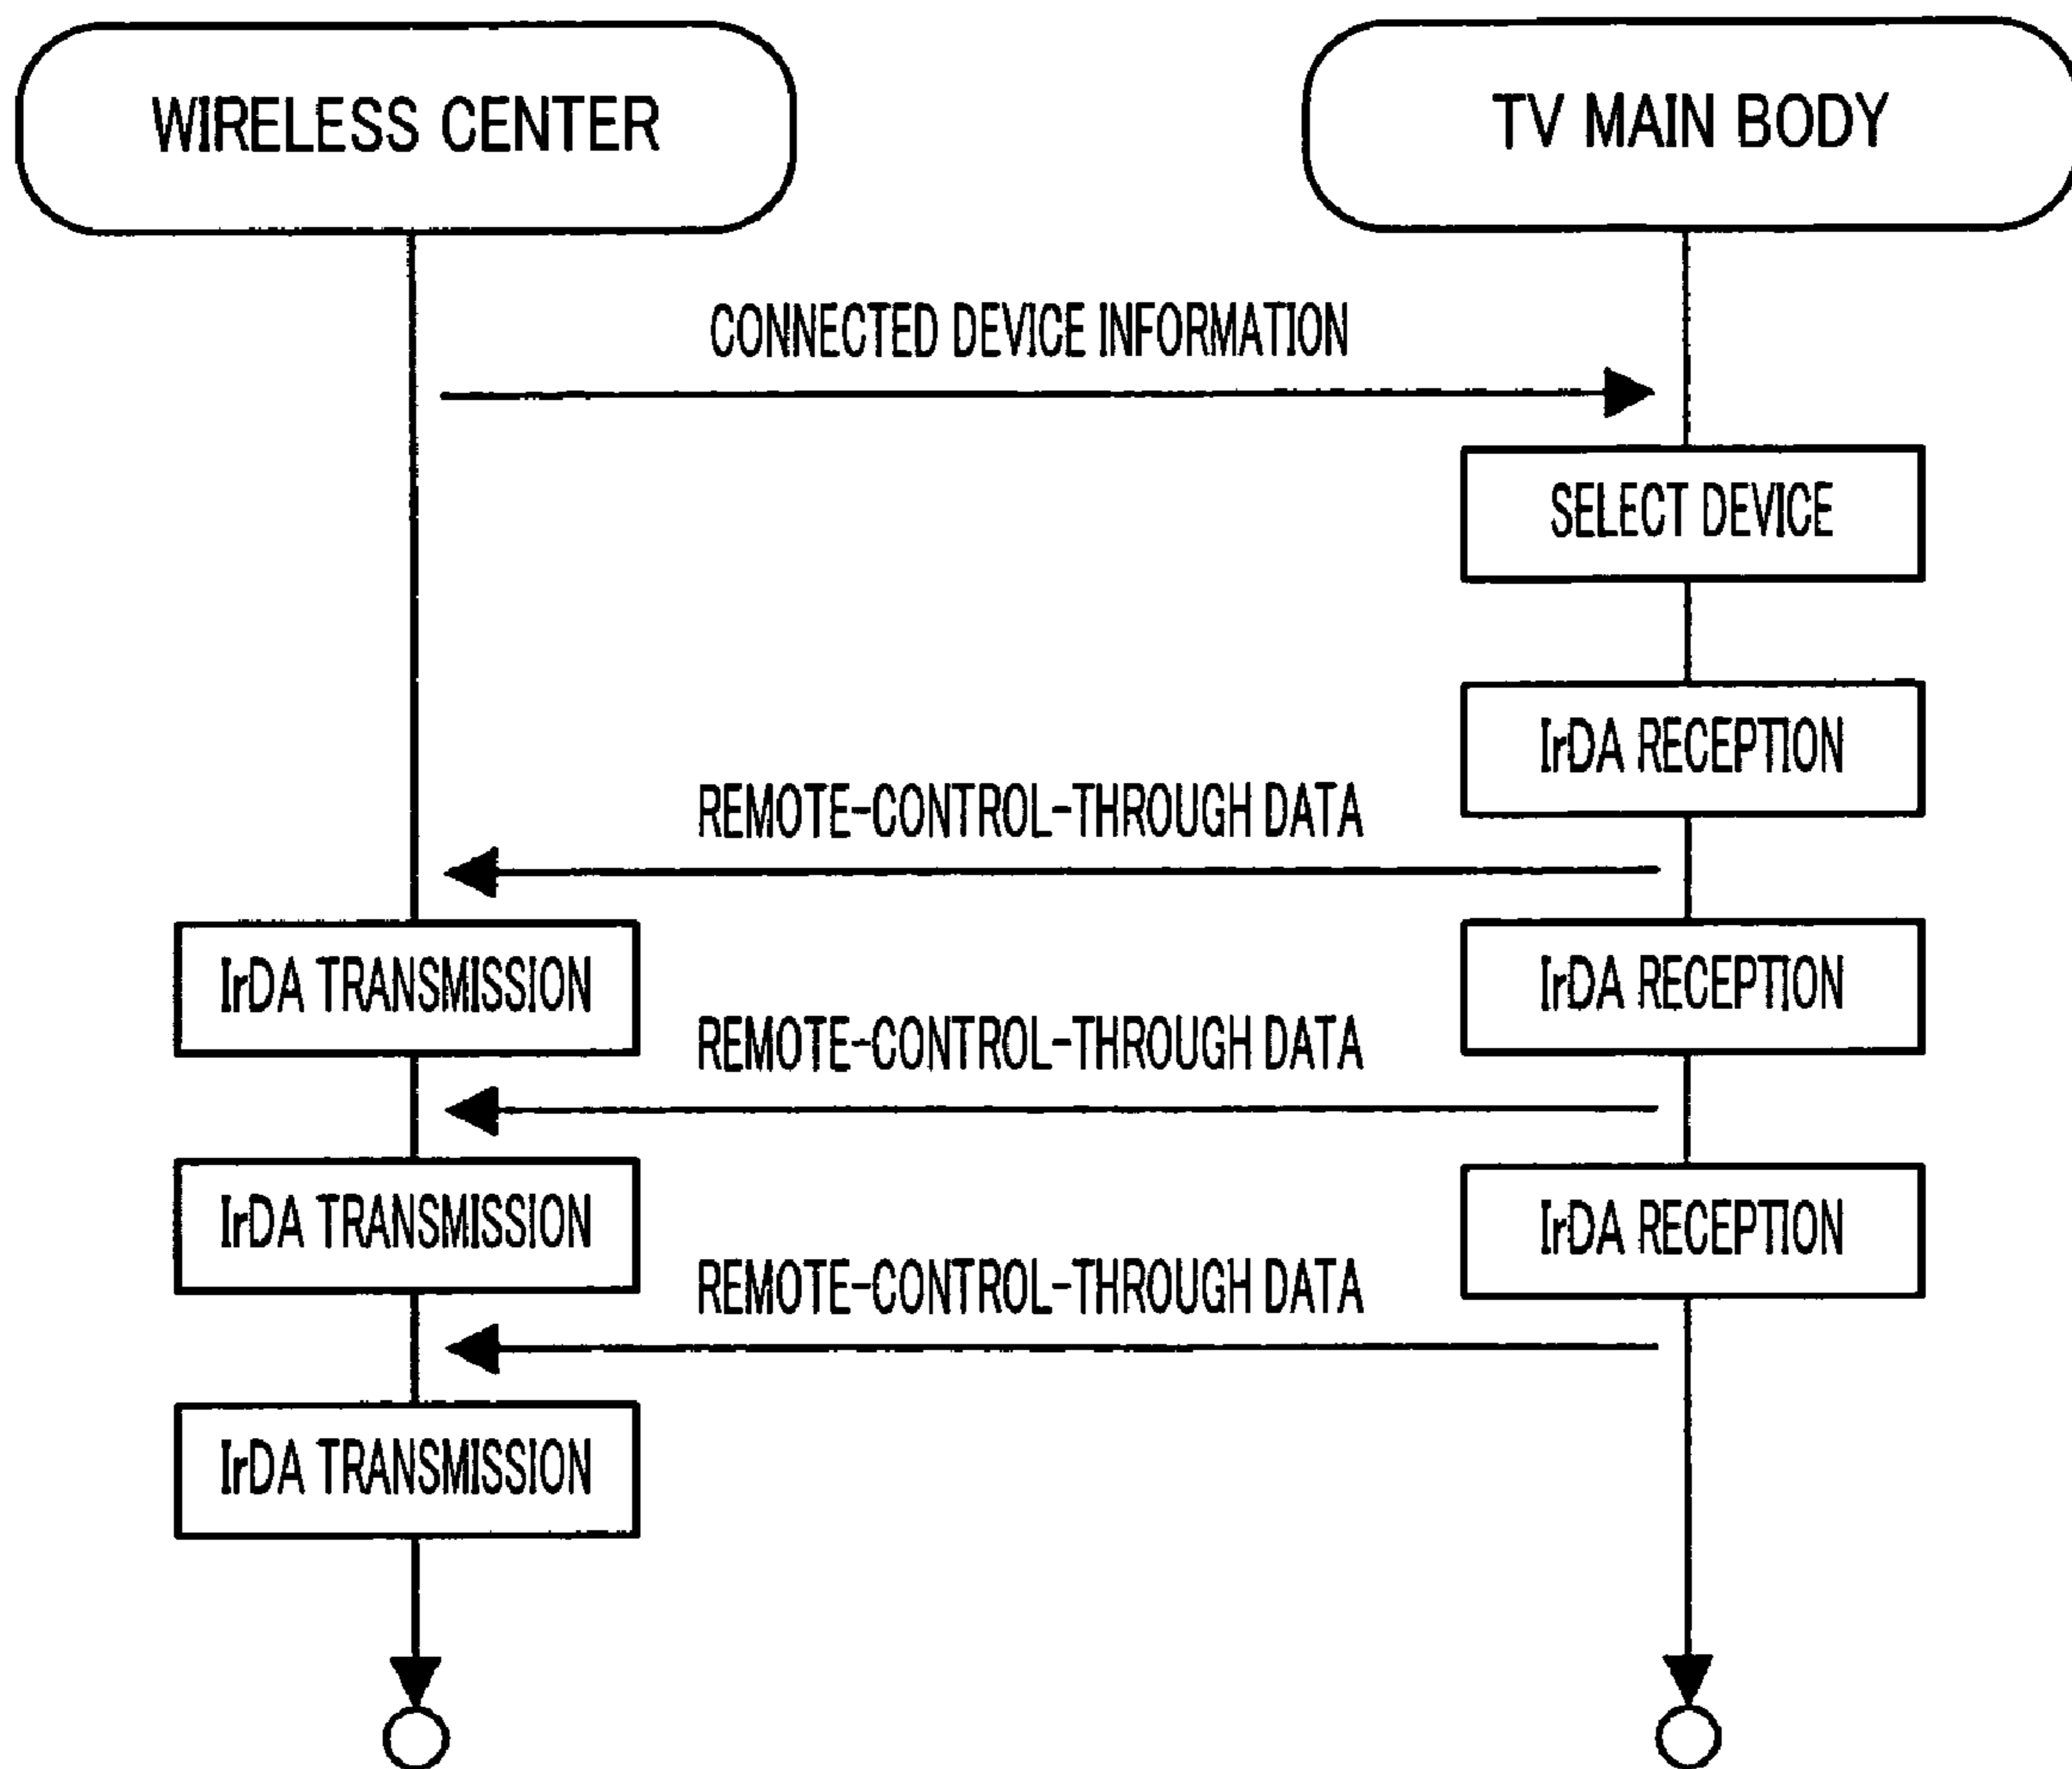 WIRELESS CENTER
TV MAIN BODY
CONNECTED DEVICE INFORMATION
SELECT DEVICE
IrDA RECEPTION
REMOTE-CONTROL-THROUGH DATA
IrDA TRANSMISSION
IrDA RECEPTION
REMOTE-CONTROL-THROUGH DATA
IrDA TRANSMISSION
IrDA RECEPTION
REMOTE-CONTROL-THROUGH DATA
IrDA TRANSMISSION